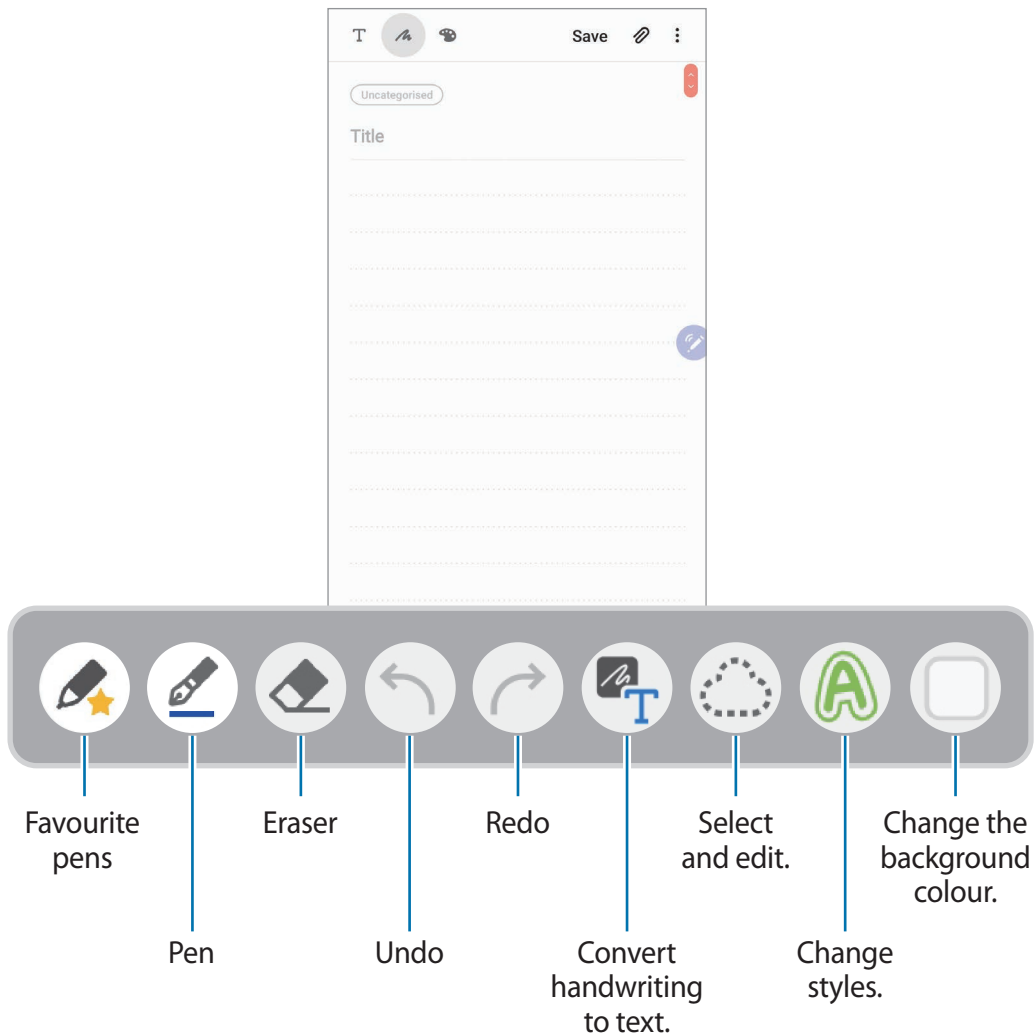 T Save
Uncategorised
Title
T A
Favourite
pens
Eraser
Redo
Select
and edit.
Change the
background
colour.
Pen
Undo
Convert
handwriting
to text.
Change
styles.